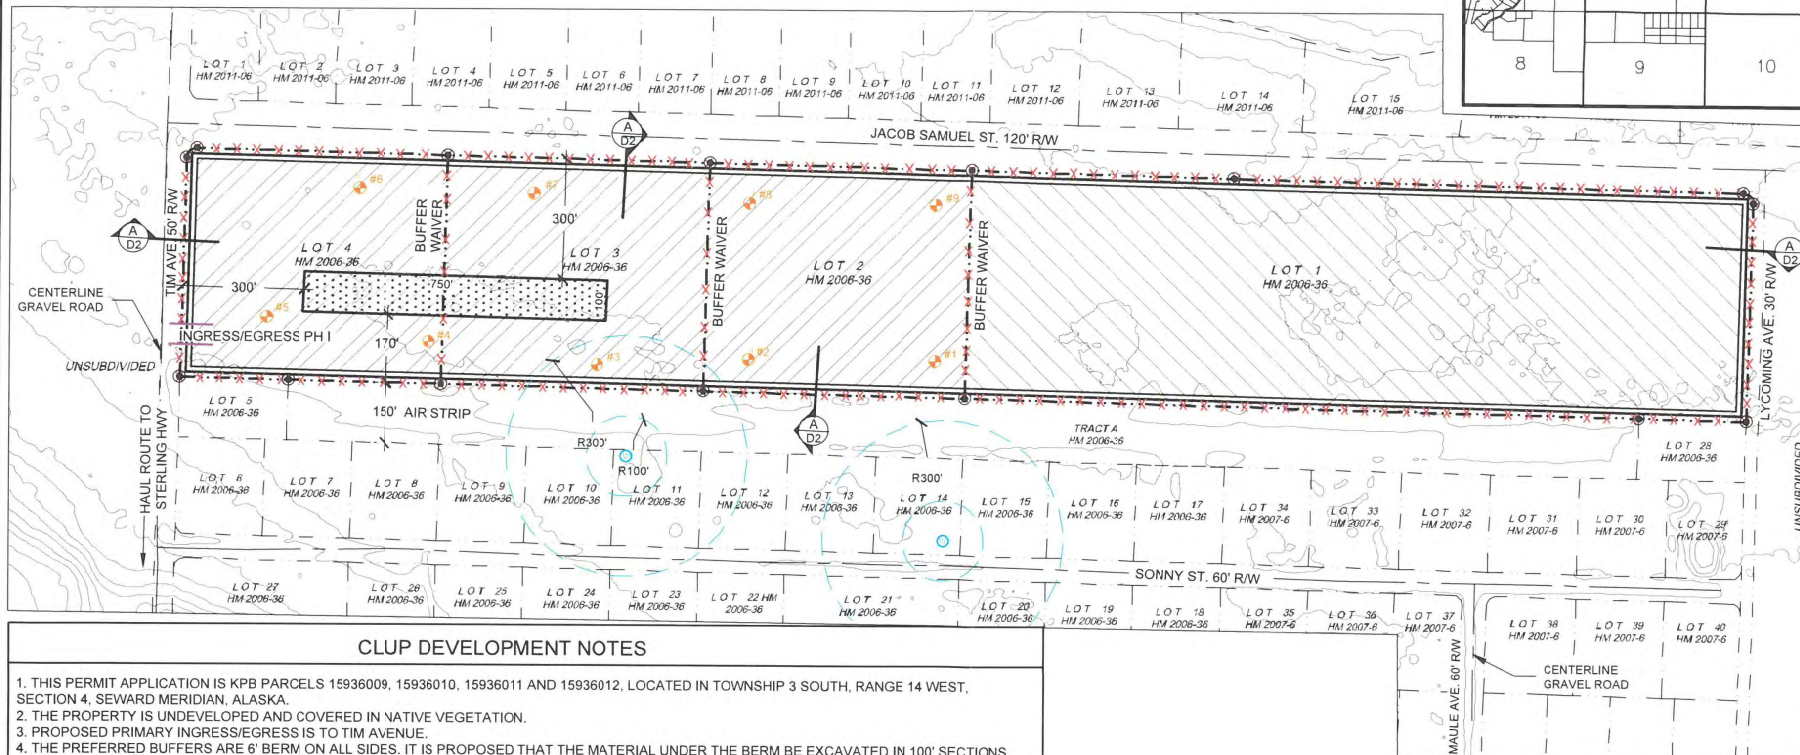 8
9
10
LOT 1
HM 2011-06
LOT 2
HM 2011-06
LOT 3
HM 2011-06
LOT 4
HM 2011-06
LOT 5
HM 2011-06
LOT 6
HM 2011-06
LOT 7
HM 2011-06
LOT 8
HM 2011-06
LOT 9
HM 2011-06
LOT 10
HM 2011-06
LOT 11
HM 2011-06
LOT 12
HM 2011-06
LOT 13
HM 2011-06
LOT 14
HM 2011-06
LOT 15
HM 2011-06
JACOB SAMUEL ST. 120' R/W
A
D2
TIM AVE. 50' R/W
#6
#7
#8
#9
BUFFER
WAIVER
300'
BUFFER WAIVER
BUFFER WAIVER
A
D2
A
D2
LOT 4
HM 2006-36
LOT 3
HM 2006-36
LOT 2
HM 2006-36
LOT 1
HM 2006-36
300'
750'
100'
CENTERLINE
GRAVEL ROAD
#5
INGRESS/EGRESS PH I
170'
#4
#3
#2
#1
UNSUBDIVIDED
LYCOMING AVE. 30' R/W
LOT 5
HM 2006-36
150' AIR STRIP
A
D2
TRACT A
HM 2006-36
LOT 28
HM 2006-36
UNSUBDIVIDED
HAUL ROUTE TO
STERLING HWY
R300'
R100'
R300'
LOT 6
HM 2006-36
LOT 7
HM 2006-36
LOT 8
HM 2006-36
LOT 9
HM 2006-36
LOT 10
HM 2006-36
LOT 11
HM 2006-36
LOT 12
HM 2006-36
LOT 13
HM 2006-36
LOT 14
HM 2006-36
LOT 15
HM 2006-36
LOT 16
HM 2006-36
LOT 17
HM 2006-36
LOT 34
HM 2007-6
LOT 33
HM 2007-6
LOT 32
HM 2007-6
LOT 31
HM 2007-6
LOT 30
HM 2007-6
LOT 29
HM 2007-6
SONNY ST. 60' R/W
LOT 27
HM 2006-36
LOT 26
HM 2006-36
LOT 25
HM 2006-36
LOT 24
HM 2006-36
LOT 23
HM 2006-36
LOT 22 HM
2006-36
LOT 21
HM 2006-36
LOT 20
HM 2006-36
LOT 19
HM 2006-36
LOT 18
HM 2006-36
LOT 35
HM 2007-6
LOT 36
HM 2007-6
LOT 37
HM 2007-6
LOT 38
HM 2007-6
LOT 39
HM 2007-6
LOT 40
HM 2007-6
MAULE AVE. 60' R/W
CENTERLINE
GRAVEL ROAD
CLUP DEVELOPMENT NOTES
1. THIS PERMIT APPLICATION IS KPB PARCELS 15936009, 15936010, 15936011 AND 15936012, LOCATED IN TOWNSHIP 3 SOUTH, RANGE 14 WEST,
SECTION 4, SEWARD MERIDIAN, ALASKA.
2. THE PROPERTY IS UNDEVELOPED AND COVERED IN NATIVE VEGETATION.
3. PROPOSED PRIMARY INGRESS/EGRESS IS TO TIM AVENUE.
4. THE PREFERRED BUFFERS ARE 6' BERM ON ALL SIDES. IT IS PROPOSED THAT THE MATERIAL UNDER THE BERM BE EXCAVATED IN 100' SECTIONS